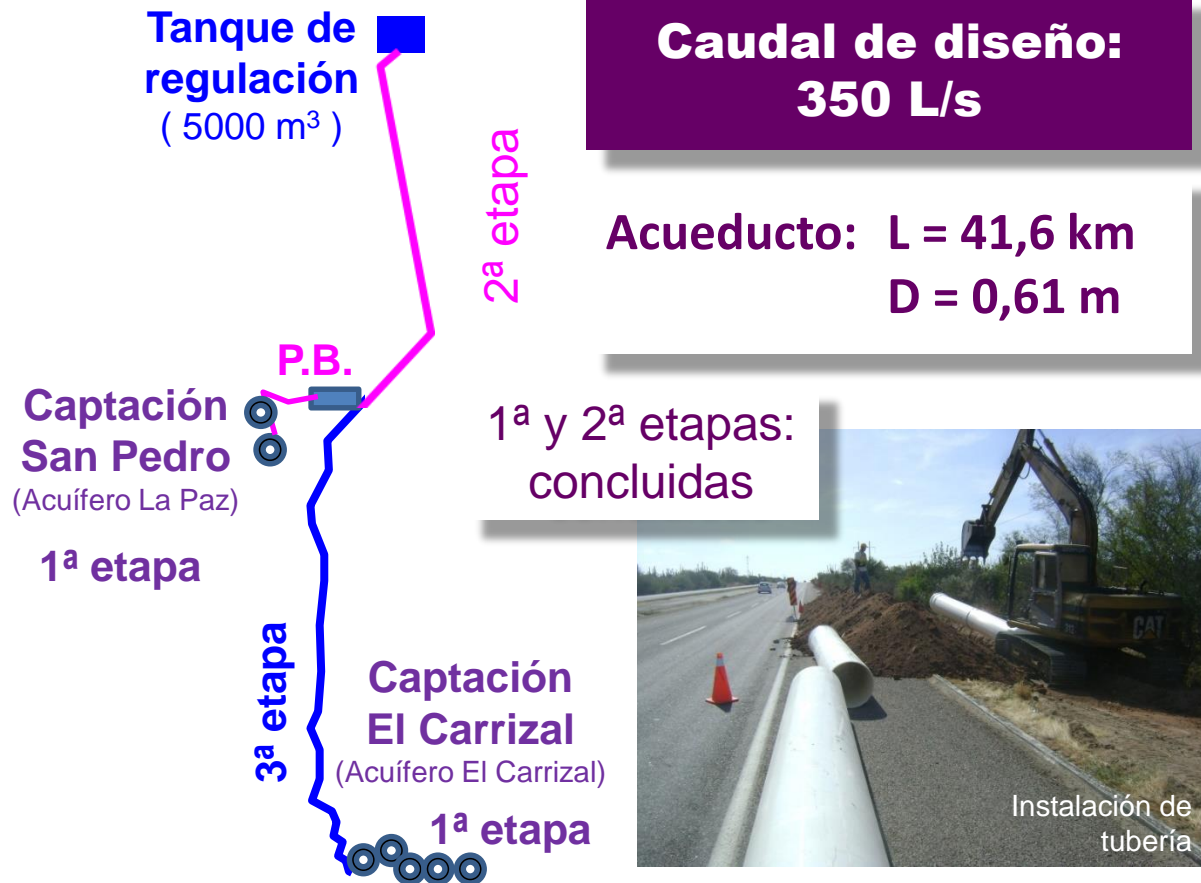 Tanque de
regulación
( 5000 m³ )
Caudal de diseño:
350 L/s
2ª etapa
Acueducto: L = 41,6 km
D = 0,61 m
P.B.
Captación
San Pedro
(Acuífero La Paz)
1ª etapa
1ª y 2ª etapas:
concluidas
3ª etapa
Captación
El Carrizal
(Acuífero El Carrizal)
1ª etapa
CAT
Instalación de
tubería